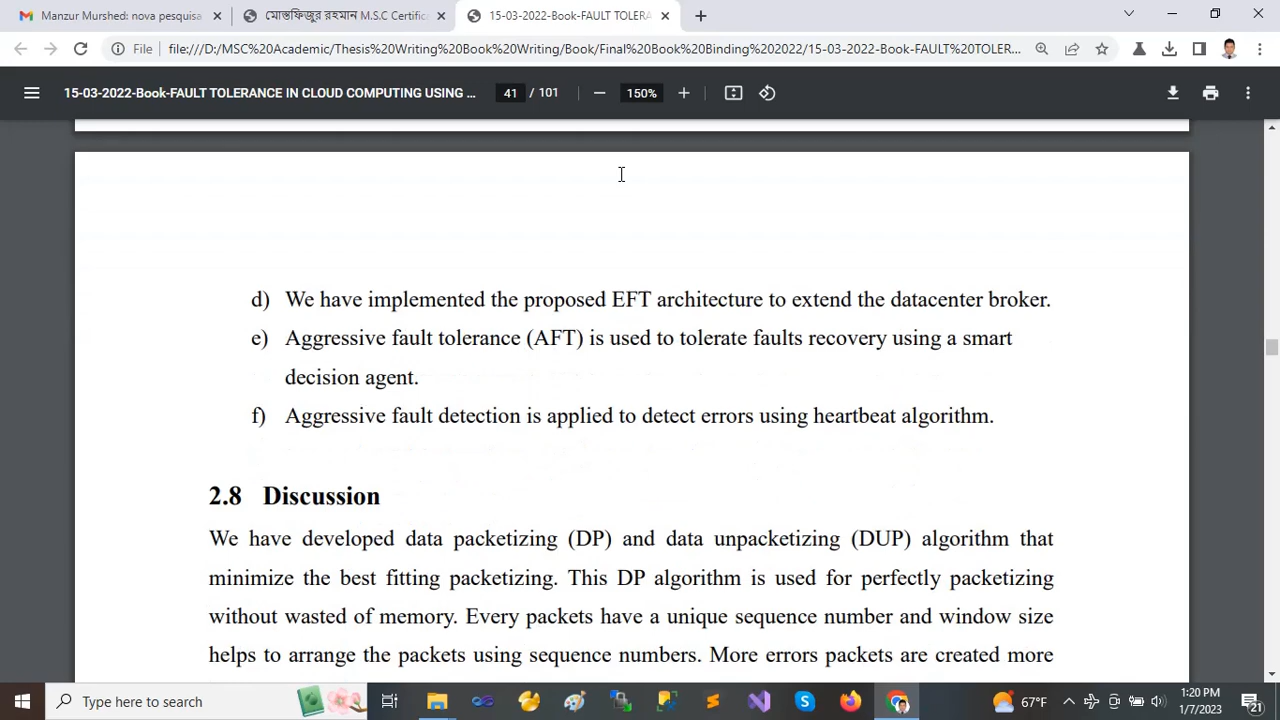 Manzur Murshed: nova pesquisa
মোস্তফিজুর রহমান M.S.C Certific
15-03-2022-Book-FAULT TOLERA
File
file:///D:/MSC%20Academic/Thesis%20Writing%20Book%20Writing/Book/Final%20Book%20Binding%202022/15-03-2022-Book-FAULT%20TOLER...
15-03-2022-Book-FAULT TOLERANCE IN CLOUD COMPUTING USING ...
41 / 101
150%
d) We have implemented the proposed EFT architecture to extend the datacenter broker.
e) Aggressive fault tolerance (AFT) is used to tolerate faults recovery using a smart
decision agent.
f) Aggressive fault detection is applied to detect errors using heartbeat algorithm.
2.8 Discussion
We have developed data packetizing (DP) and data unpacketizing (DUP) algorithm that
minimize the best fitting packetizing. This DP algorithm is used for perfectly packetizing
without wasted of memory. Every packets have a unique sequence number and window size
helps to arrange the packets using sequence numbers. More errors packets are created more
Type here to search
67°F
1:20 PM
1/7/2023
21